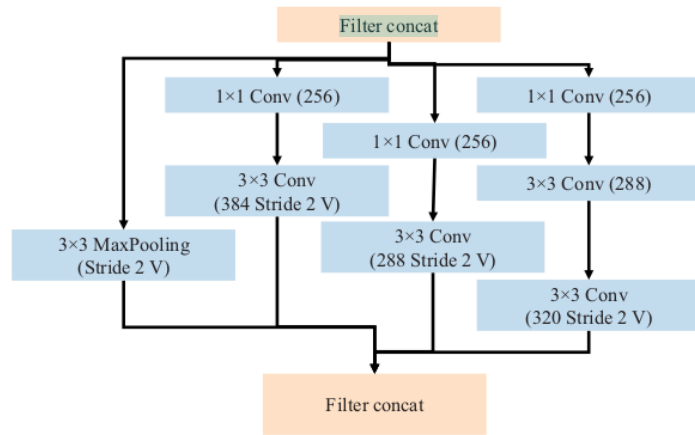 Filter concat
1×1 Conv (256)
1×1 Conv (256)
1×1 Conv (256)
3×3 Conv
(384 Stride 2 V)
3×3 Conv (288)
3×3 MaxPooling
(Stride 2 V)
3×3 Conv
(288 Stride 2 V)
3×3 Conv
(320 Stride 2 V)
Filter concat